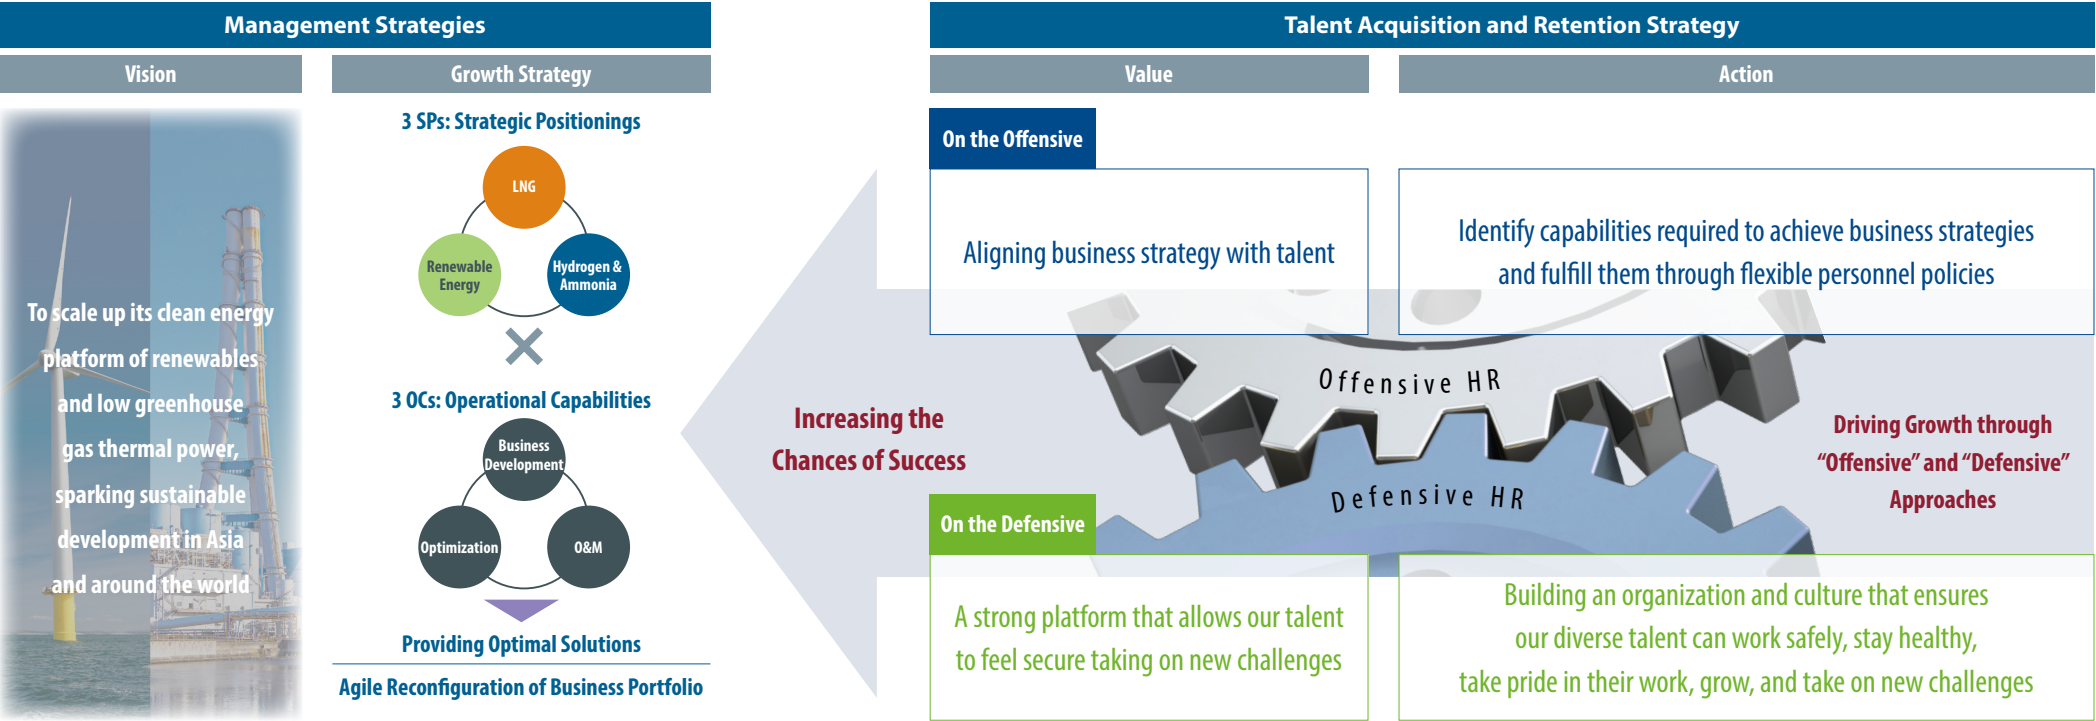 Management Strategies
Vision
Growth Strategy
To scale up its clean energy
platform of renewables
and low greenhouse
gas thermal power,
sparking sustainable
development in Asia
and around the world
3 SPs: Strategic Positionings
LNG
Renewable
Energy
Hydrogen &
Ammonia
×
3 OCs: Operational Capabilities
Business
Development
Optimization
O&M
Providing Optimal Solutions
Agile Reconfiguration of Business Portfolio
Increasing the
Chances of Success
Talent Acquisition and Retention Strategy
Value
Action
On the Offensive
Aligning business strategy with talent
Identify capabilities required to achieve business strategies
and fulfill them through flexible personnel policies
Offensive HR
Defensive HR
Driving Growth through
“Offensive” and “Defensive”
Approaches
On the Defensive
A strong platform that allows our talent
to feel secure taking on new challenges
Building an organization and culture that ensures
our diverse talent can work safely, stay healthy,
take pride in their work, grow, and take on new challenges